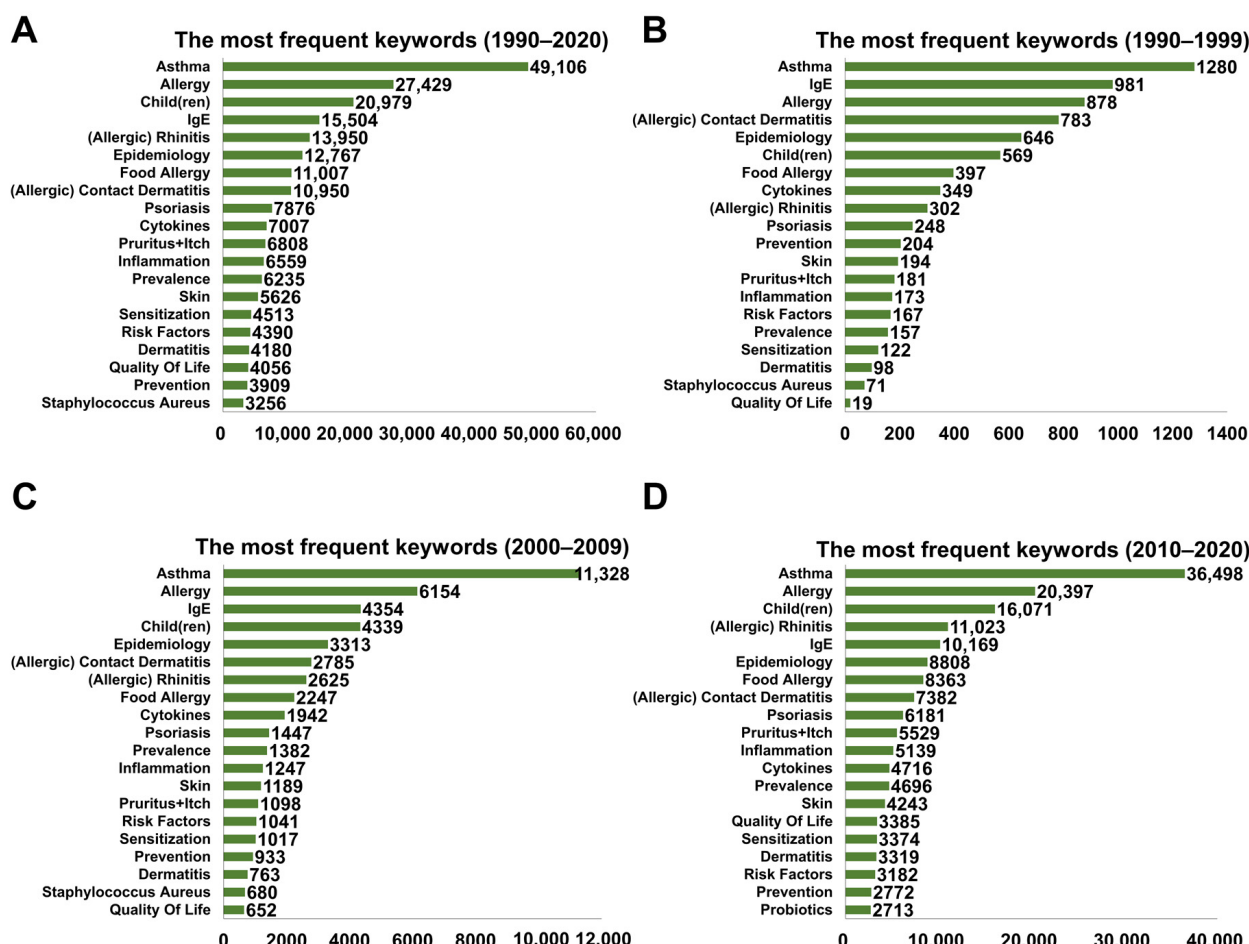 A
The most frequent keywords (1990–2020)
Asthma 49,106
Allergy 27,429
Child(ren) 20,979
IgE 15,504
(Allergic) Rhinitis 13,950
Epidemiology 12,767
Food Allergy 11,007
(Allergic) Contact Dermatitis 10,950
Psoriasis 7876
Cytokines 7007
Pruritus+Itch 6808
Inflammation 6559
Prevalence 6235
Skin 5626
Sensitization 4513
Risk Factors 4390
Dermatitis 4180
Quality Of Life 4056
Prevention 3909
Staphylococcus Aureus 3256
0 10,000 20,000 30,000 40,000 50,000 60,000
B
The most frequent keywords (1990–1999)
Asthma 1280
IgE 981
Allergy 878
(Allergic) Contact Dermatitis 783
Epidemiology 646
Child(ren) 569
Food Allergy 397
Cytokines 349
(Allergic) Rhinitis 302
Psoriasis 248
Prevention 204
Skin 194
Pruritus+Itch 181
Inflammation 173
Risk Factors 167
Prevalence 157
Sensitization 122
Dermatitis 98
Staphylococcus Aureus 71
Quality Of Life 19
0 200 400 600 800 1000 1200 1400
C
The most frequent keywords (2000–2009)
Asthma 11,328
Allergy 6154
IgE 4354
Child(ren) 4339
Epidemiology 3313
(Allergic) Contact Dermatitis 2785
(Allergic) Rhinitis 2625
Food Allergy 2247
Cytokines 1942
Psoriasis 1447
Prevalence 1382
Inflammation 1247
Skin 1189
Pruritus+Itch 1098
Risk Factors 1041
Sensitization 1017
Prevention 933
Dermatitis 763
Staphylococcus Aureus 680
Quality Of Life 652
0 2000 4000 6000 8000 10,000 12,000
D
The most frequent keywords (2010–2020)
Asthma 36,498
Allergy 20,397
Child(ren) 16,071
(Allergic) Rhinitis 11,023
IgE 10,169
Epidemiology 8808
Food Allergy 8363
(Allergic) Contact Dermatitis 7382
Psoriasis 6181
Pruritus+Itch 5529
Inflammation 5139
Cytokines 4716
Prevalence 4696
Skin 4243
Quality Of Life 3385
Sensitization 3374
Dermatitis 3319
Risk Factors 3182
Prevention 2772
Probiotics 2713
0 10,000 20,000 30,000 40,000